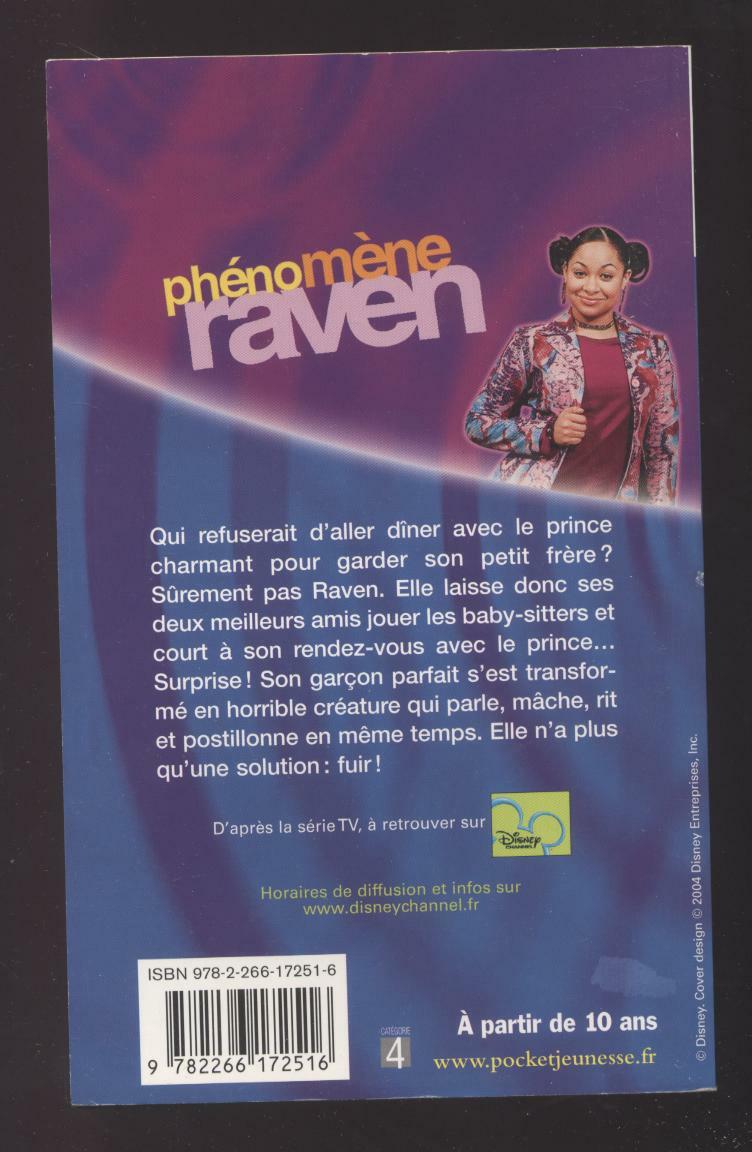 phénomène
raven
Qui refuserait d'aller dîner avec le prince
charmant pour garder son petit frère ?
Sûrement pas Raven. Elle laisse donc ses
deux meilleurs amis jouer les baby-sitters et
court à son rendez-vous avec le prince...
Surprise ! Son garçon parfait s'est transfor-
mé en horrible créature qui parle, mâche, rit
et postillonne en même temps. Elle n'a plus
qu'une solution : fuir !
D'après la série TV, à retrouver sur
Disney
CHANNEL
Horaires de diffusion et infos sur
www.disneychannel.fr
ISBN 978-2-266-17251-6
9 782266 172516
CATÉGORIE
4
À partir de 10 ans
www.pocketjeunesse.fr
© Disney. Cover design © 2004 Disney Entreprises, Inc.